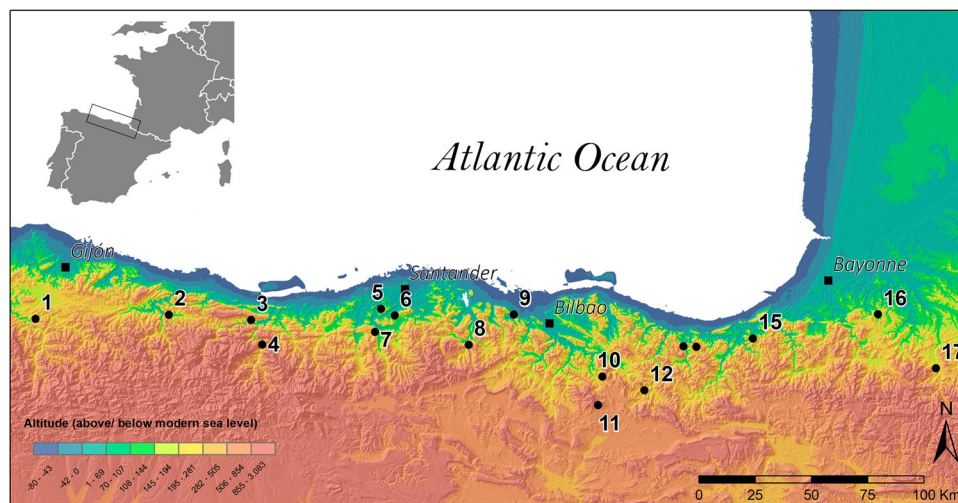 Atlantic Ocean
Gijón
Santander
Bayonne
Bilbao
1
2
3
4
5
6
7
8
9
10
11
12
15
16
17
N
Altitude (above/ below modern sea level)
-80 - -43
-42 - 0
1 - 69
70 - 107
108 - 144
145 - 194
195 - 281
282 - 505
506 - 854
855 - 3,083
0 25 50 75 100 Km